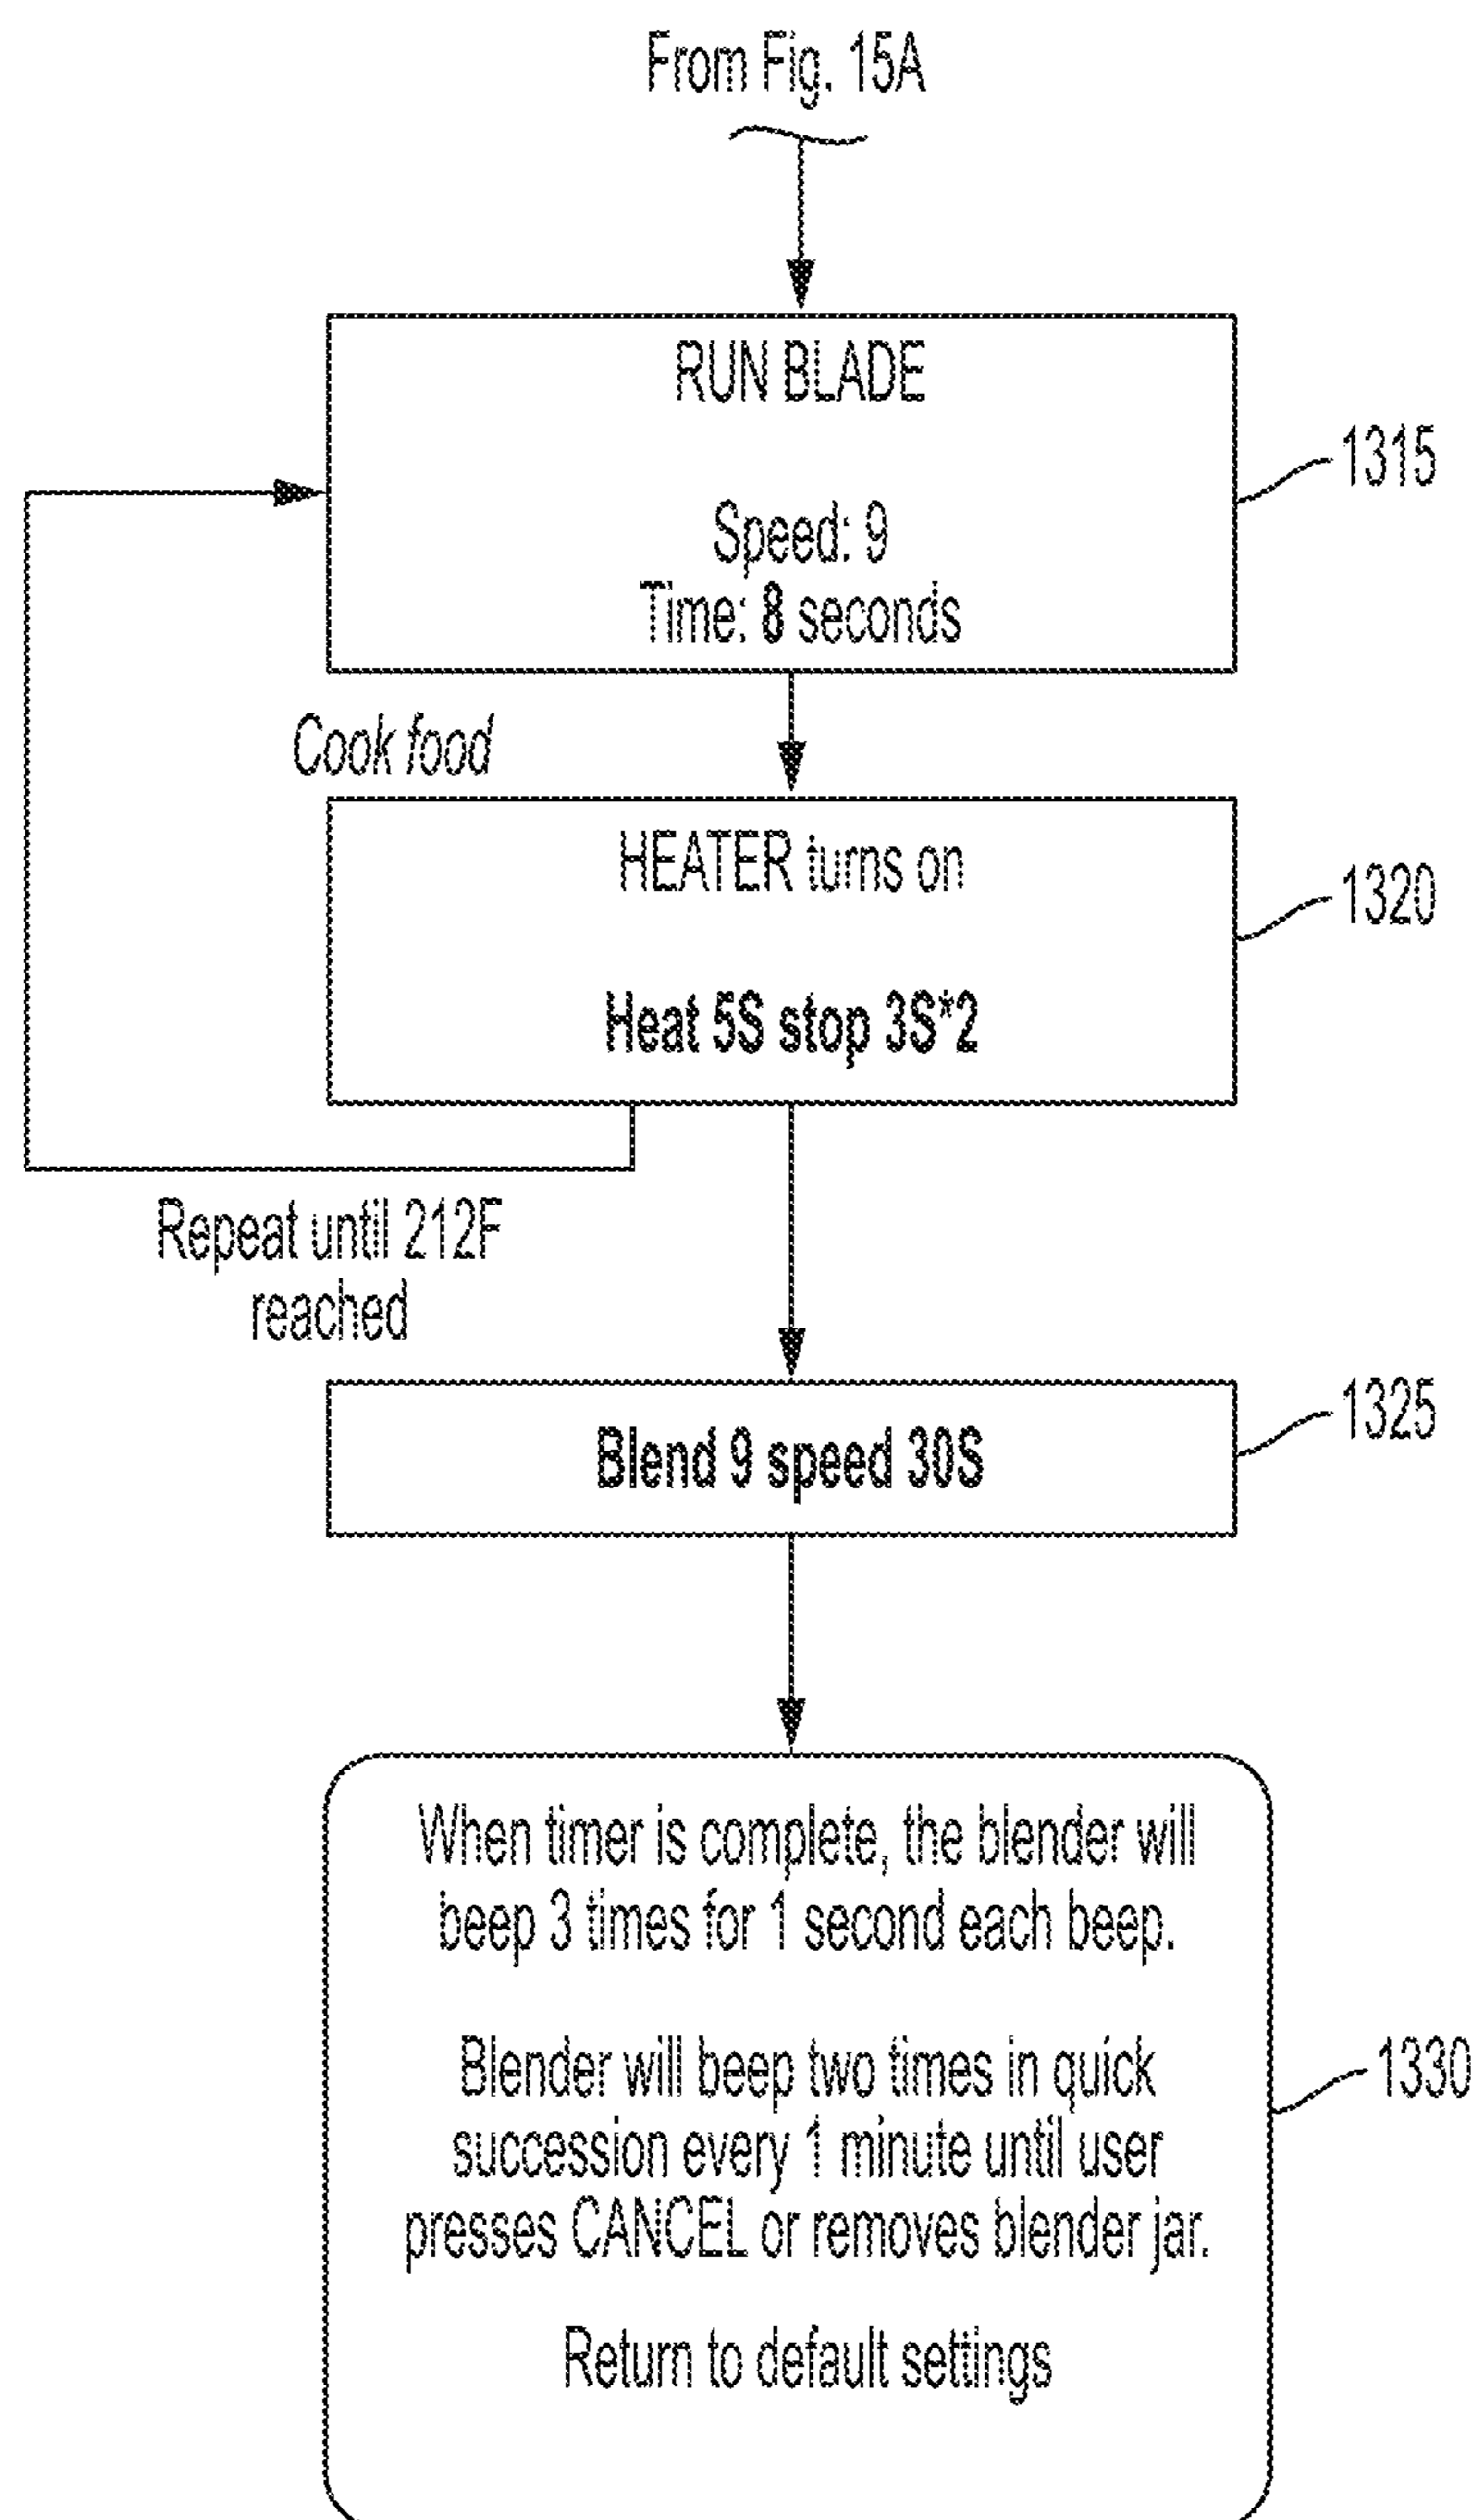 From Fig. 15A
RUN BLADE
Speed: 9
Time: 8 seconds
1315
Cook food
HEATER turns on
Heat 5S stop 3S*2
1320
Repeat until 212F
reached
Blend 9 speed 30S
1325
When timer is complete, the blender will
beep 3 times for 1 second each beep.
Blender will beep two times in quick
succession every 1 minute until user
presses CANCEL or removes blender jar.
Return to default settings
1330